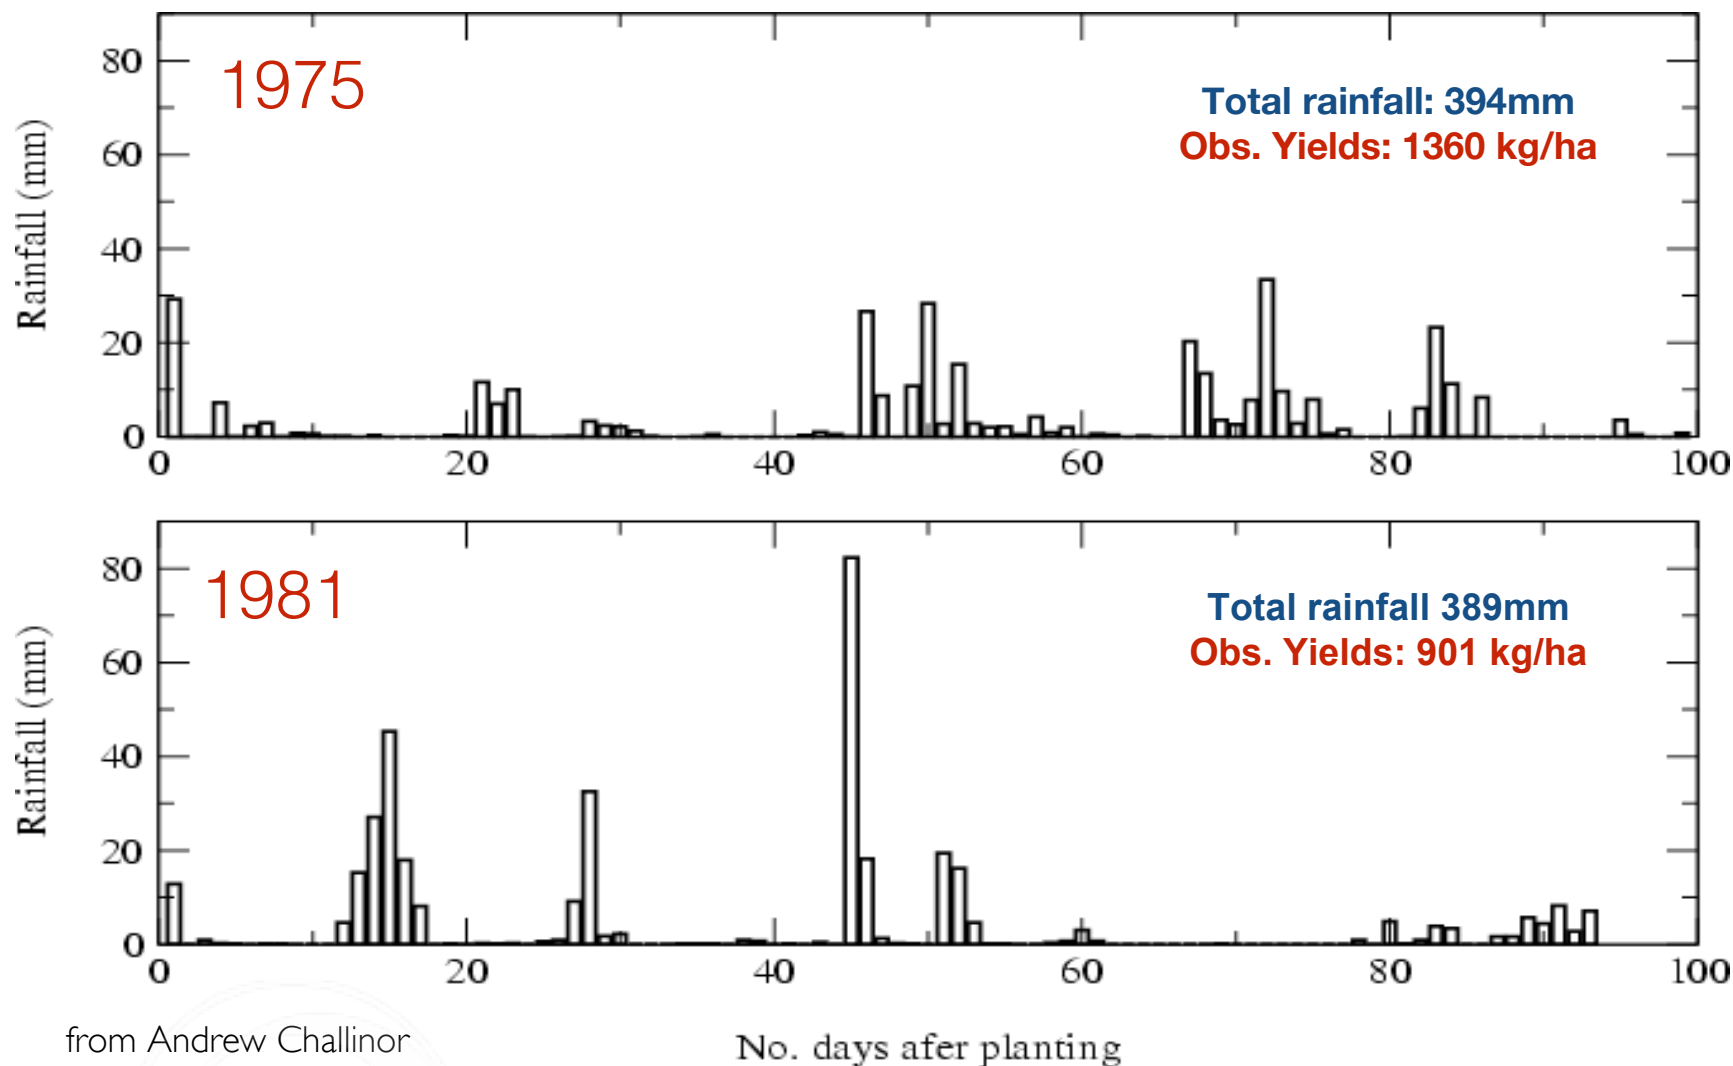 1975
Total rainfall: 394mm
Obs. Yields: 1360 kg/ha
Rainfall (mm)
80
60
40
20
0
0 20 40 60 80 100
1981
Total rainfall 389mm
Obs. Yields: 901 kg/ha
Rainfall (mm)
80
60
40
20
0
0 20 40 60 80 100
from Andrew Challinor
No. days afer planting